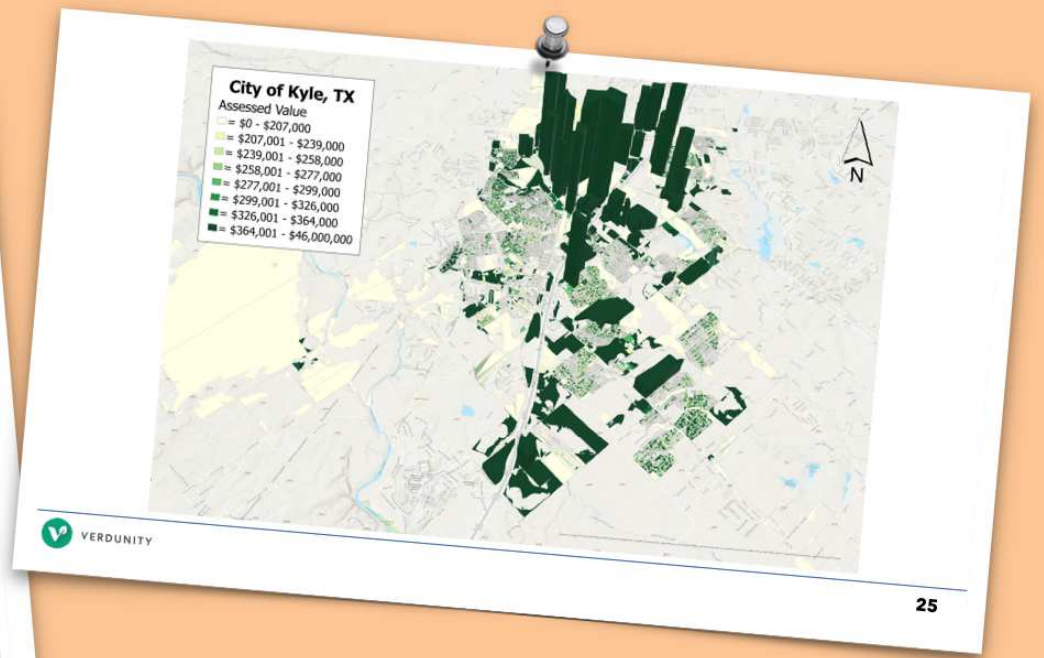 City of Kyle, TX
Assessed Value
= $0 - $207,000
= $207,001 - $239,000
= $239,001 - $258,000
= $258,001 - $277,000
= $277,001 - $299,000
= $299,001 - $326,000
= $326,001 - $364,000
= $364,001 - $46,000,000
N
VERDUNITY
25